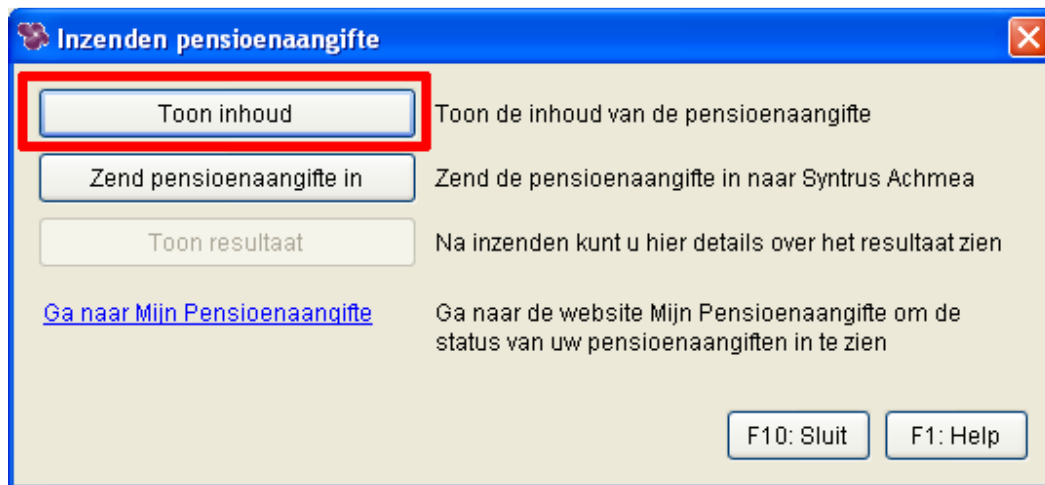 Inzenden pensioenaangifte
Toon inhoud
Toon de inhoud van de pensioenaangifte
Zend pensioenaangifte in
Zend de pensioenaangifte in naar Syntrus Achmea
Toon resultaat
Na inzenden kunt u hier details over het resultaat zien
Ga naar Mijn Pensioenaangifte
Ga naar de website Mijn Pensioenaangifte om de
status van uw pensioenaangiften in te zien
F10: Sluit
F1: Help